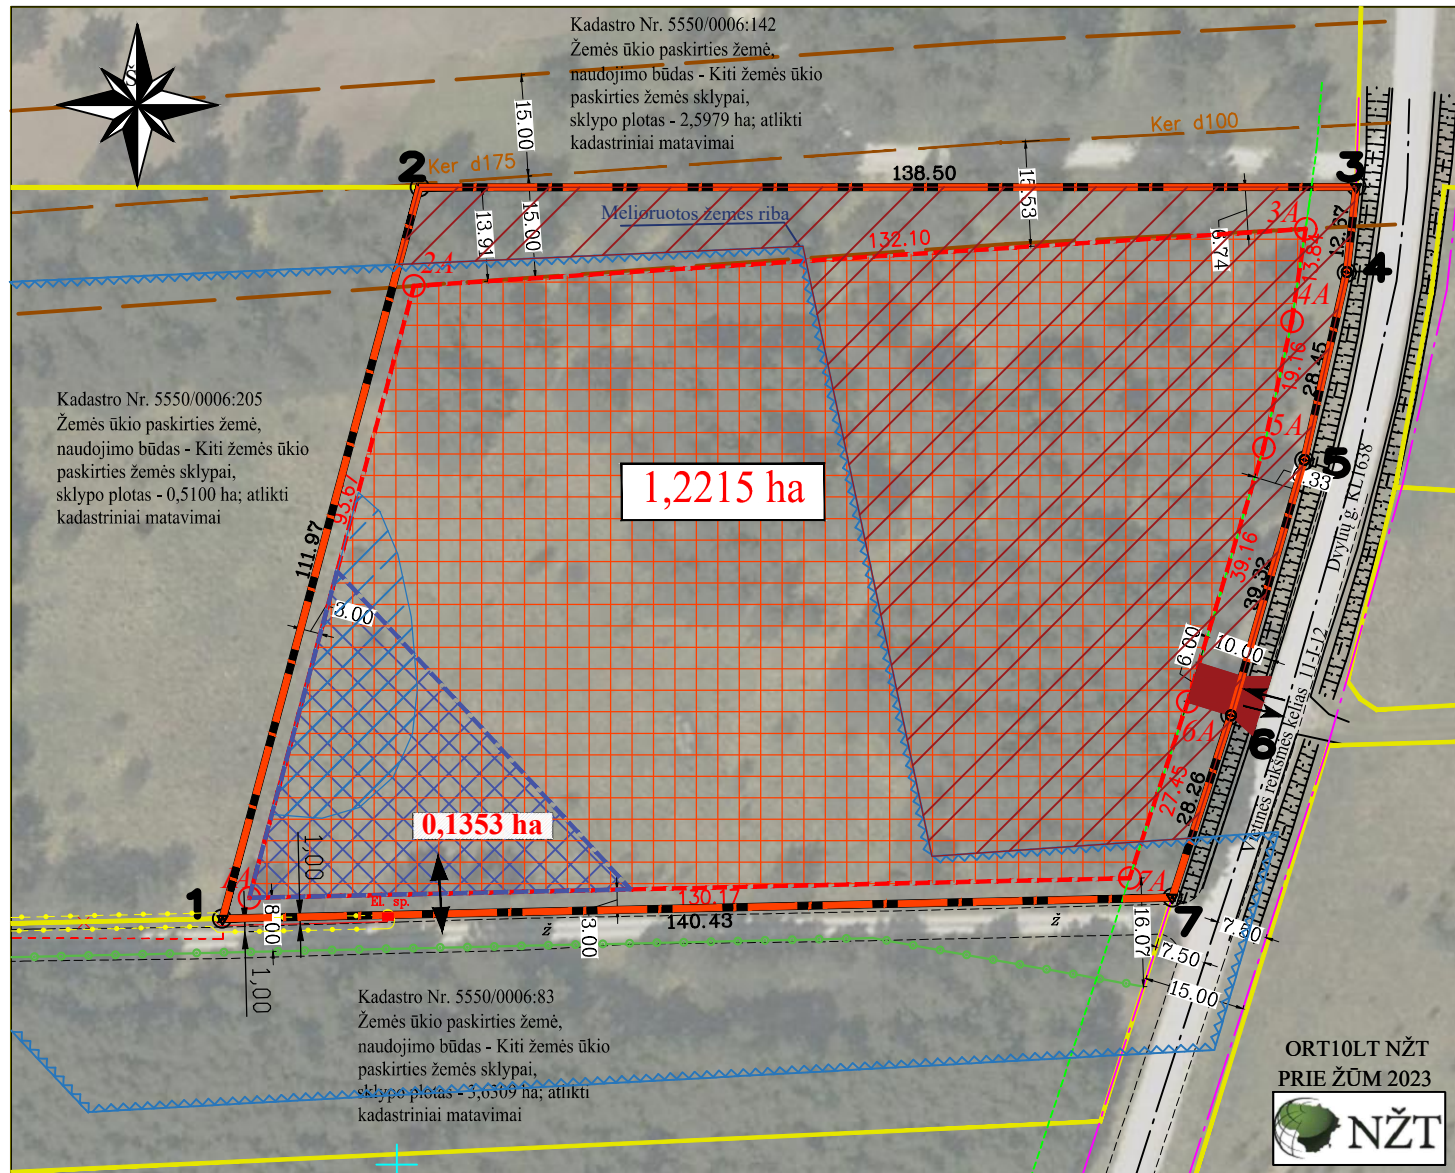 Kadastro Nr. 5550/0006:142
Žemės ūkio paskirties žemė,
naudojimo būdas - Kiti žemės ūkio
paskirties žemės sklypai,
sklypo plotas - 2,5979 ha; atlikti
kadastriniai matavimai
Š
15.00
Ker d100
2
Ker d175
138.50
3
15.53
13.91
15.00
Melioruotos žemės riba
132.10
6.74
3A
13.84
12.67
2A
4
4A
19.16
28.45
Kadastro Nr. 5550/0006:205
Žemės ūkio paskirties žemė,
naudojimo būdas - Kiti žemės ūkio
paskirties žemės sklypai,
sklypo plotas - 0,5100 ha; atlikti
kadastriniai matavimai
1,2215 ha
5A
5
Dvylių g. KL1638
111.97
39.16
39.32
3.00
6.00
10.00
6A
6
Vietinės reikšmės kelias 11-I-12
27.45
28.26
0,1353 ha
1,00
1
El. sp.
130.17
7A
7
140.43
8.00
3.00
ž
ž
16.07
7.50
7.50
15.00
1,00
Kadastro Nr. 5550/0006:83
Žemės ūkio paskirties žemė,
naudojimo būdas - Kiti žemės ūkio
paskirties žemės sklypai,
sklypo plotas - 3,6309 ha; atlikti
kadastriniai matavimai
ORT10LT NŽT
PRIE ŽŪM 2023
NŽT